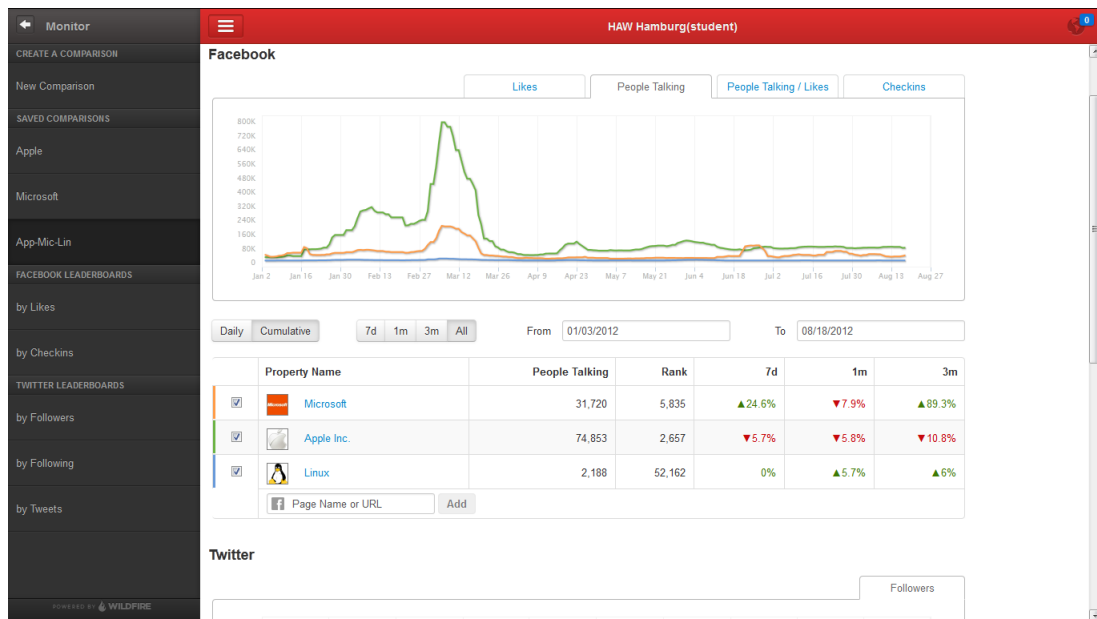 Monitor
HAW Hamburg(student)
0
CREATE A COMPARISON
New Comparison
SAVED COMPARISONS
Apple
Microsoft
App-Mic-Lin
FACEBOOK LEADERBOARDS
by Likes
by Checkins
TWITTER LEADERBOARDS
by Followers
by Following
by Tweets
POWERED BY WILDFIRE
Facebook
Likes People Talking People Talking / Likes Checkins
800K
720K
640K
560K
480K
400K
320K
240K
160K
80K
0
Jan 2 Jan 16 Jan 30 Feb 13 Feb 27 Mar 12 Mar 26 Apr 9 Apr 23 May 7 May 21 Jun 4 Jun 18 Jul 2 Jul 16 Jul 30 Aug 13 Aug 27
Daily Cumulative 7d 1m 3m All From 01/03/2012 To 08/18/2012
Property Name People Talking Rank 7d 1m 3m
Microsoft Microsoft 31,720 5,835 ▲24.6% ▼7.9% ▲89.3%
Apple Inc. 74,853 2,657 ▼5.7% ▼5.8% ▼10.8%
Linux 2,188 52,162 0% ▲5.7% ▲6%
f Page Name or URL Add
Twitter
Followers